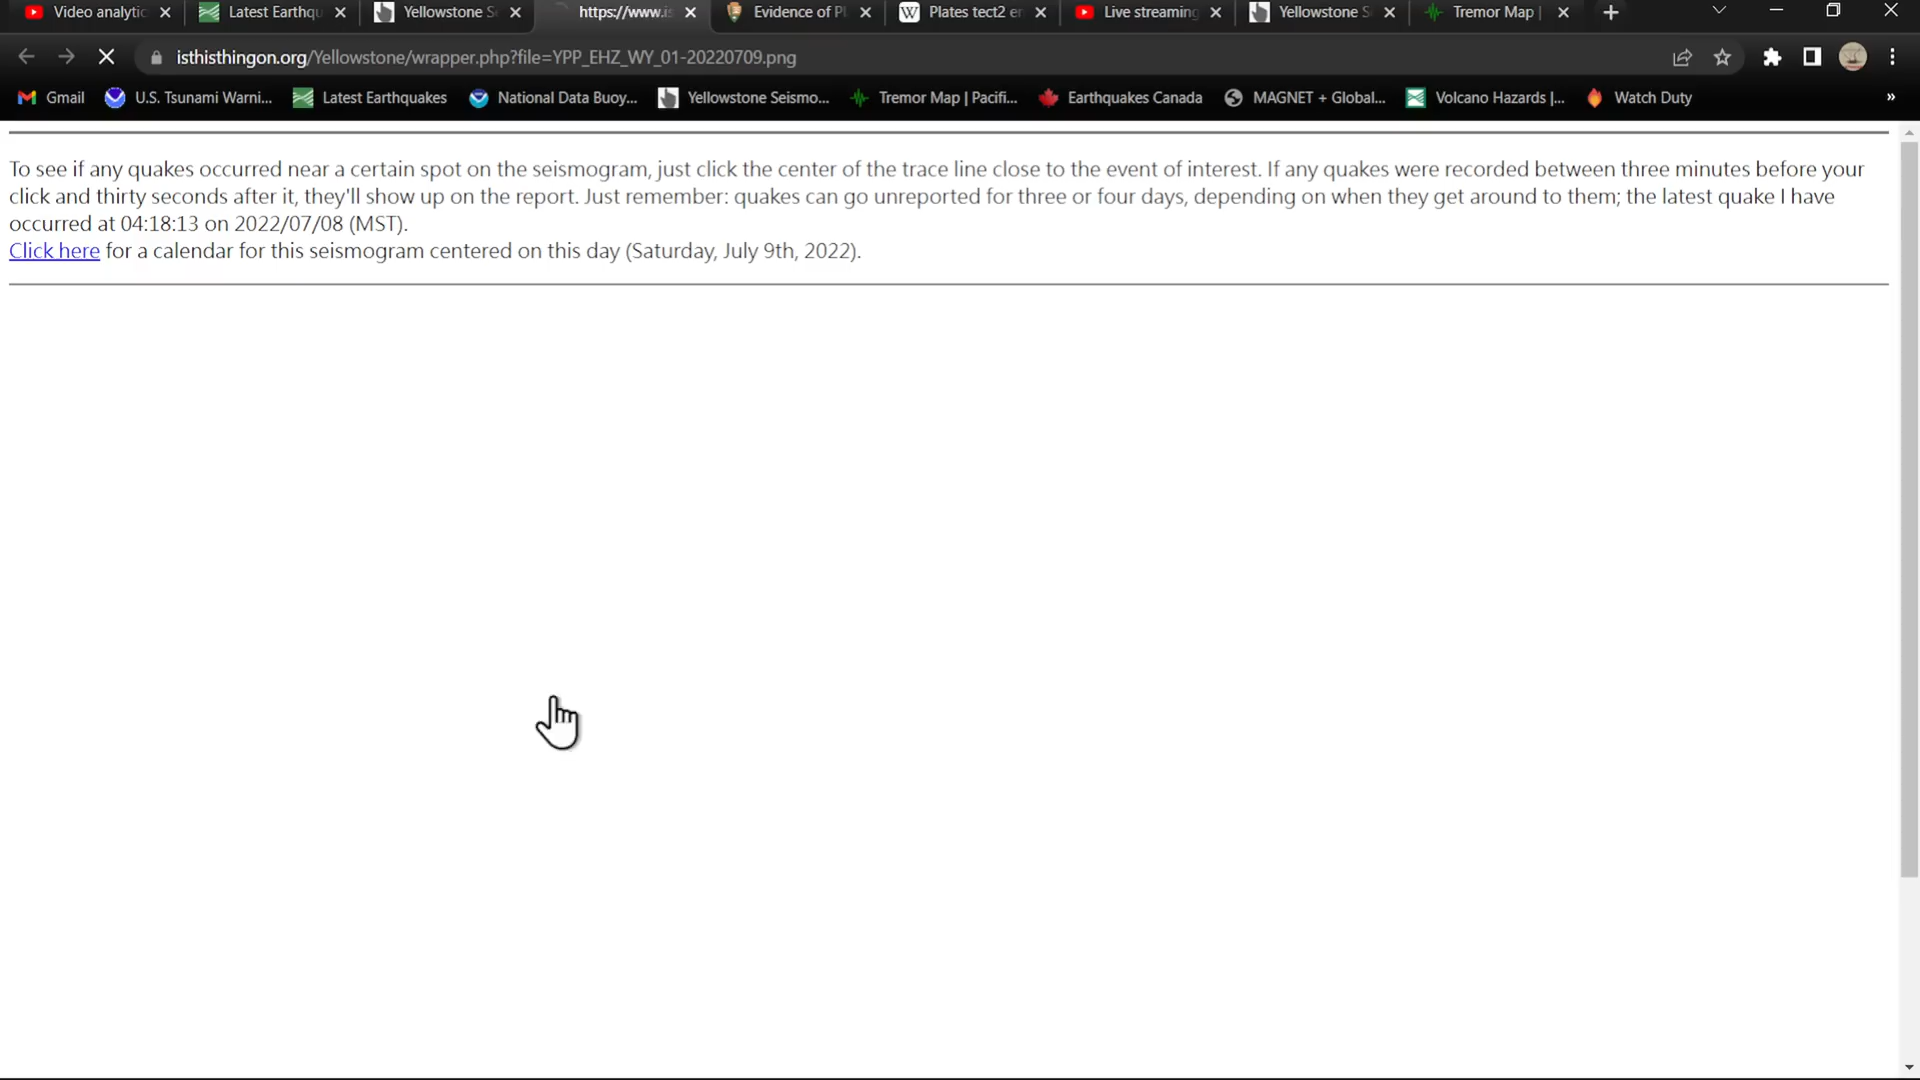 Video analytic
Latest Earthqu
Yellowstone S
https://www.is
Evidence of Pl
Plates tect2 en
Live streaming
Yellowstone S
Tremor Map |
isthisthingon.org/Yellowstone/wrapper.php?file=YPP_EHZ_WY_01-20220709.png
Gmail
U.S. Tsunami Warni...
Latest Earthquakes
National Data Buoy...
Yellowstone Seismo...
Tremor Map | Pacifi...
Earthquakes Canada
MAGNET + Global...
Volcano Hazards |...
Watch Duty
»
To see if any quakes occurred near a certain spot on the seismogram, just click the center of the trace line close to the event of interest. If any quakes were recorded between three minutes before your
click and thirty seconds after it, they'll show up on the report. Just remember: quakes can go unreported for three or four days, depending on when they get around to them; the latest quake I have
occurred at 04:18:13 on 2022/07/08 (MST).
Click here for a calendar for this seismogram centered on this day (Saturday, July 9th, 2022).